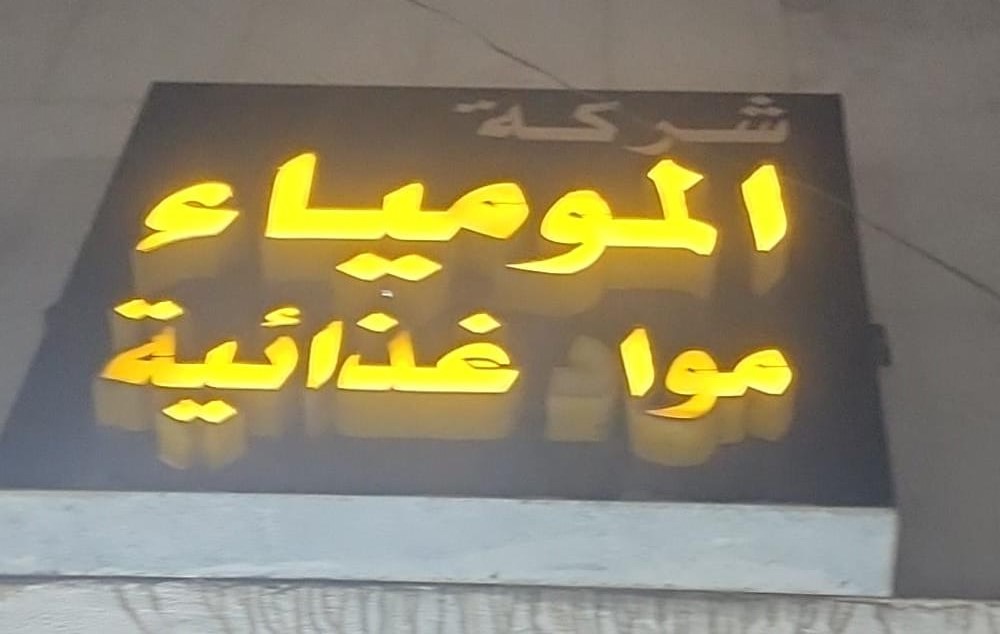 شركة
المومياء
مواد غذائية